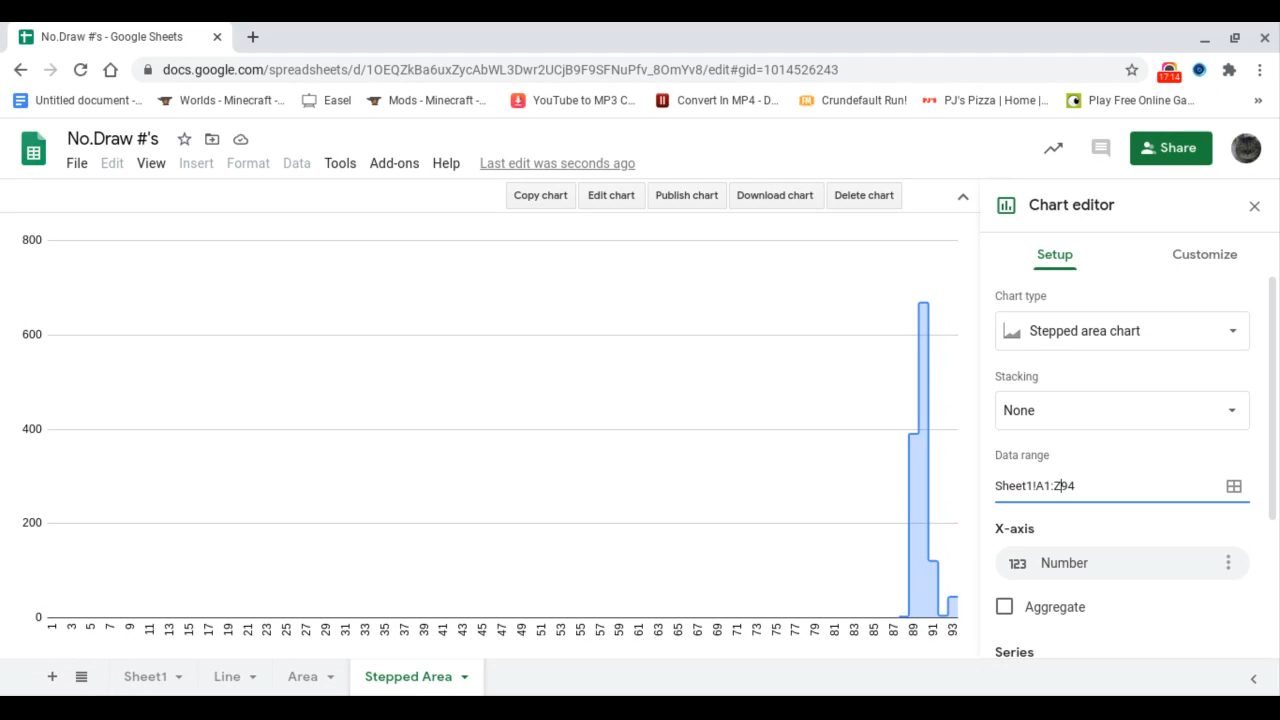 No.Draw #'s - Google Sheets
docs.google.com/spreadsheets/d/1OEQZkBa6uxZycAbWL3Dwr2UCjB9F9SFNuPfv_8OmYv8/edit#gid=1014526243
17:14
Untitled document -... Worlds - Minecraft -... Easel Mods - Minecraft -... YouTube to MP3 C... Convert In MP4 - D... Crundefault Run! PJ's Pizza | Home |... Play Free Online Ga... »
No.Draw #'s
File Edit View Insert Format Data Tools Add-ons Help Last edit was seconds ago
Share
Copy chart Edit chart Publish chart Download chart Delete chart
Chart editor
Setup Customize
Chart type
Stepped area chart
Stacking
None
Data range
Sheet1!A1:Z94
X-axis
123 Number
Aggregate
Series
800
600
400
200
0
1 3 5 7 9 11 13 15 17 19 21 23 25 27 29 31 33 35 37 39 41 43 45 47 49 51 53 55 57 59 61 63 65 67 69 71 73 75 77 79 81 83 85 87 89 91 93
Sheet1 Line Area Stepped Area